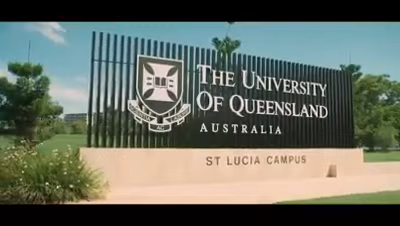 THE UNIVERSITY
OF QUEENSLAND
AUSTRALIA
ST LUCIA CAMPUS